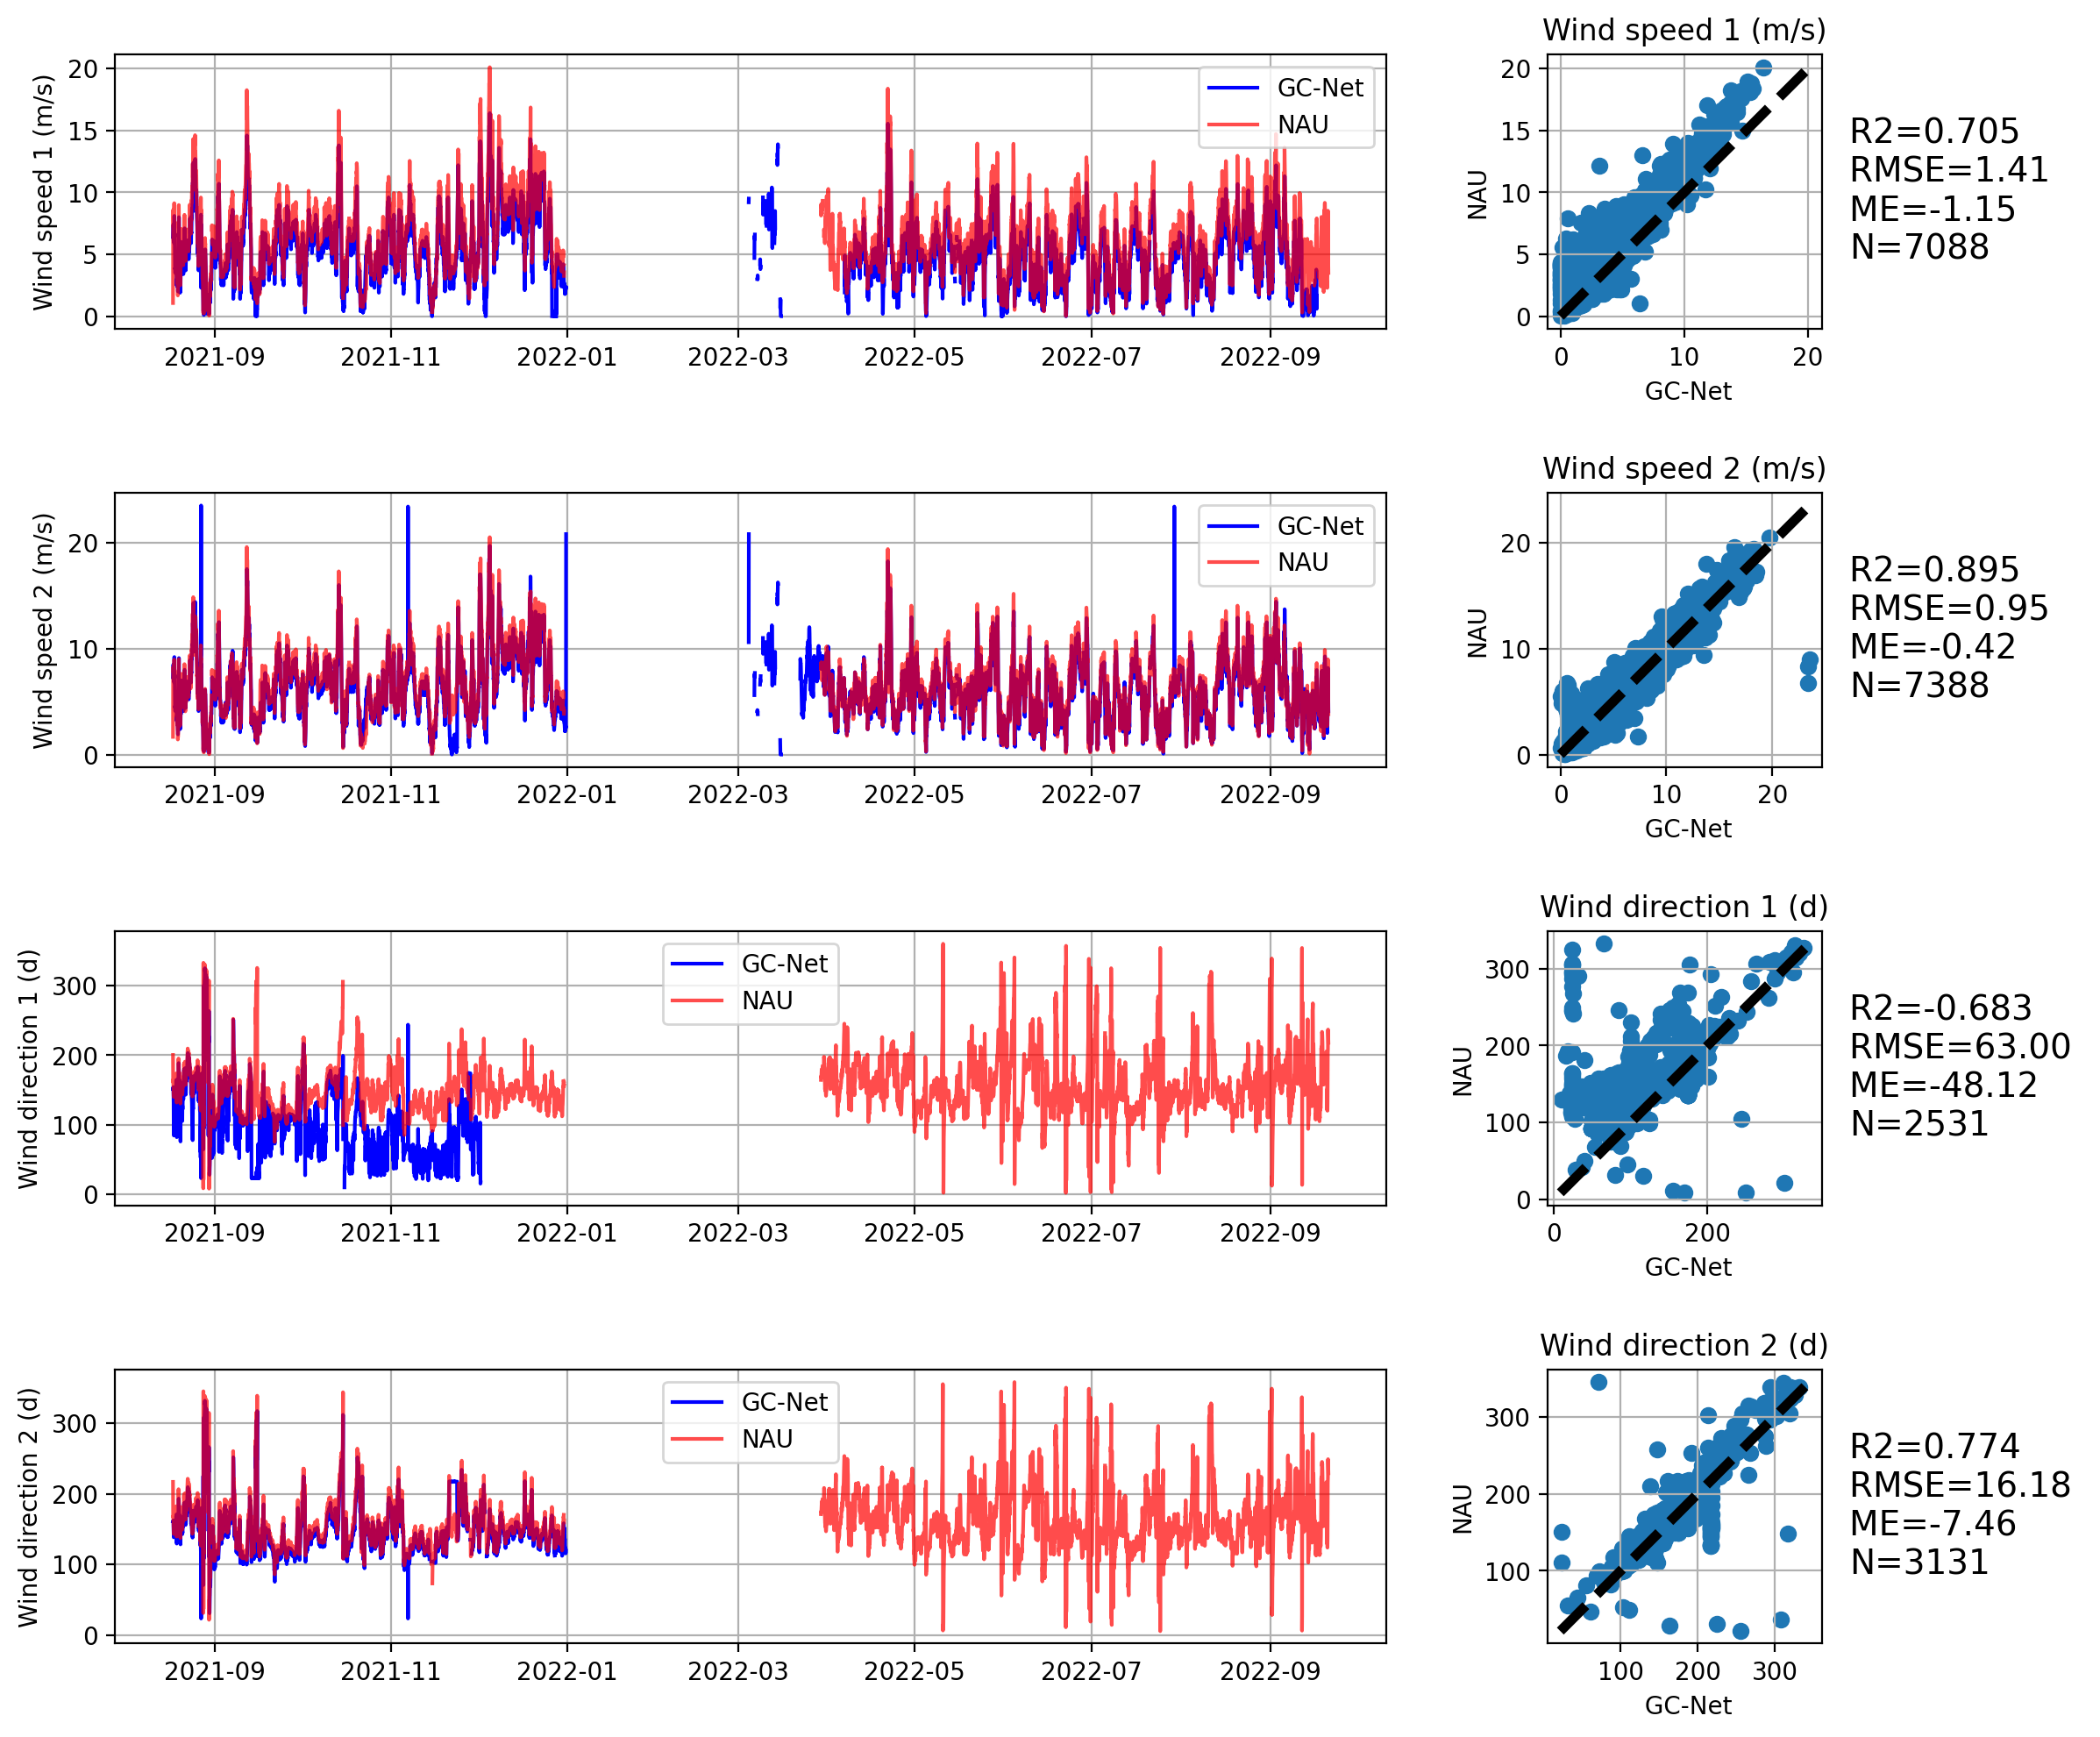 Wind speed 1 (m/s)
20
15
10
5
0
2021-09 2021-11 2022-01 2022-03 2022-05 2022-07 2022-09
GC-Net
NAU
Wind speed 1 (m/s)
NAU
20
15
10
5
0
0 10 20
GC-Net
R2=0.705
RMSE=1.41
ME=-1.15
N=7088
Wind speed 2 (m/s)
20
10
0
2021-09 2021-11 2022-01 2022-03 2022-05 2022-07 2022-09
GC-Net
NAU
Wind speed 2 (m/s)
NAU
20
10
0
0 10 20
GC-Net
R2=0.895
RMSE=0.95
ME=-0.42
N=7388
Wind direction 1 (d)
300
200
100
0
2021-09 2021-11 2022-01 2022-03 2022-05 2022-07 2022-09
GC-Net
NAU
Wind direction 1 (d)
NAU
300
200
100
0
0 200
GC-Net
R2=-0.683
RMSE=63.00
ME=-48.12
N=2531
Wind direction 2 (d)
300
200
100
0
2021-09 2021-11 2022-01 2022-03 2022-05 2022-07 2022-09
GC-Net
NAU
Wind direction 2 (d)
NAU
300
200
100
100 200 300
GC-Net
R2=0.774
RMSE=16.18
ME=-7.46
N=3131